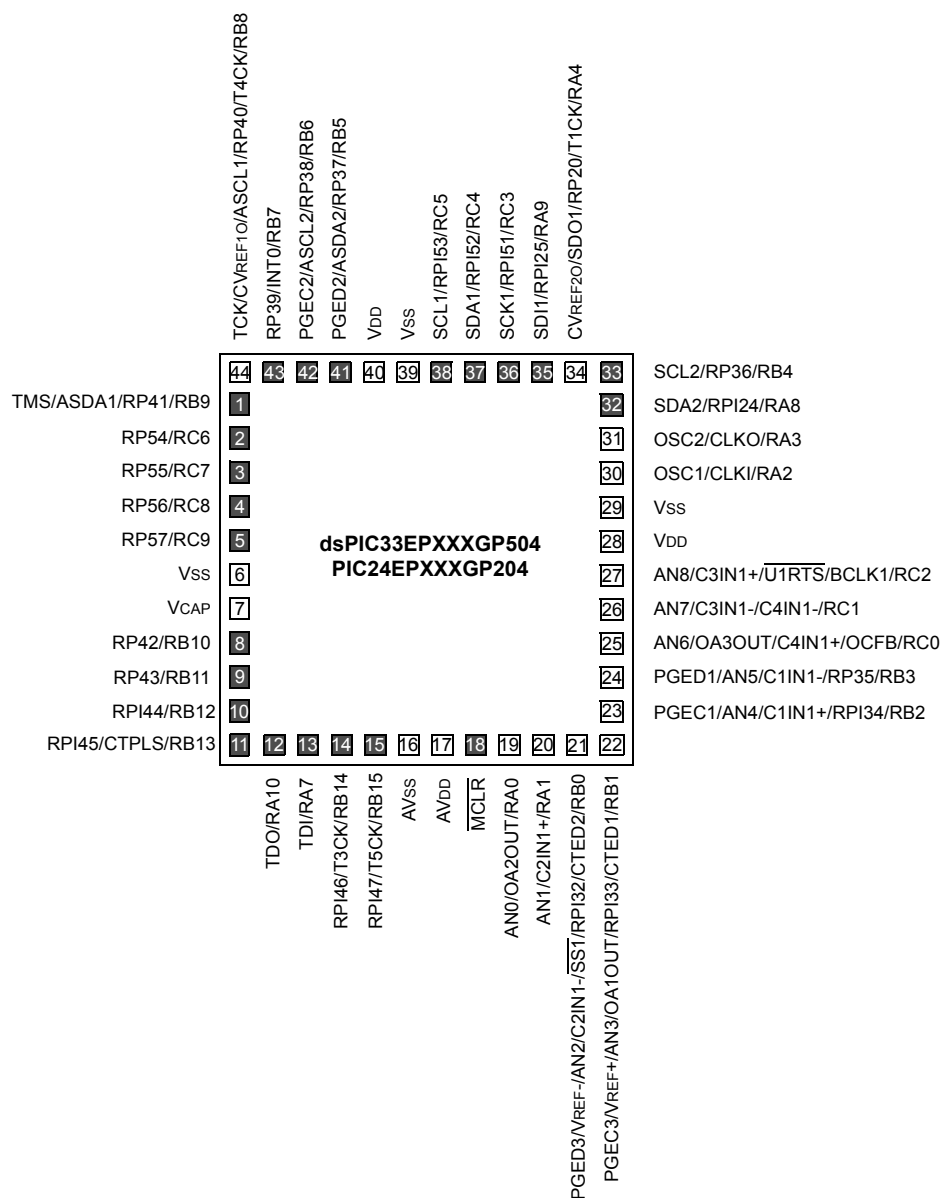 TCK/CVREF1O/ASCL1/RP40/T4CK/RB8
RP39/INT0/RB7
PGEC2/ASCL2/RP38/RB6
PGED2/ASDA2/RP37/RB5
VDD
VSS
SCL1/RPI53/RC5
SDA1/RPI52/RC4
SCK1/RPI51/RC3
SDI1/RPI25/RA9
CVREF2O/SDO1/RP20/T1CK/RA4
44 43 42 41 40 39 38 37 36 35 34 33 SCL2/RP36/RB4
TMS/ASDA1/RP41/RB9 1 32 SDA2/RPI24/RA8
RP54/RC6 2 31 OSC2/CLKO/RA3
RP55/RC7 3 30 OSC1/CLKI/RA2
RP56/RC8 4 29 VSS
RP57/RC9 5 28 VDD
dsPIC33EPXXXGP504
PIC24EPXXXGP204
VSS 6 27 AN8/C3IN1+/U1RTS/BCLK1/RC2
VCAP 7 26 AN7/C3IN1-/C4IN1-/RC1
RP42/RB10 8 25 AN6/OA3OUT/C4IN1+/OCFB/RC0
RP43/RB11 9 24 PGED1/AN5/C1IN1-/RP35/RB3
RPI44/RB12 10 23 PGEC1/AN4/C1IN1+/RPI34/RB2
RPI45/CTPLS/RB13 11 12 13 14 15 16 17 18 19 20 21 22
TDO/RA10
TDI/RA7
RPI46/T3CK/RB14
RPI47/T5CK/RB15
AVSS
AVDD
MCLR
AN0/OA2OUT/RA0
AN1/C2IN1+/RA1
PGED3/VREF-/AN2/C2IN1-/SS1/RPI32/CTED2/RB0
PGEC3/VREF+/AN3/OA1OUT/RPI33/CTED1/RB1